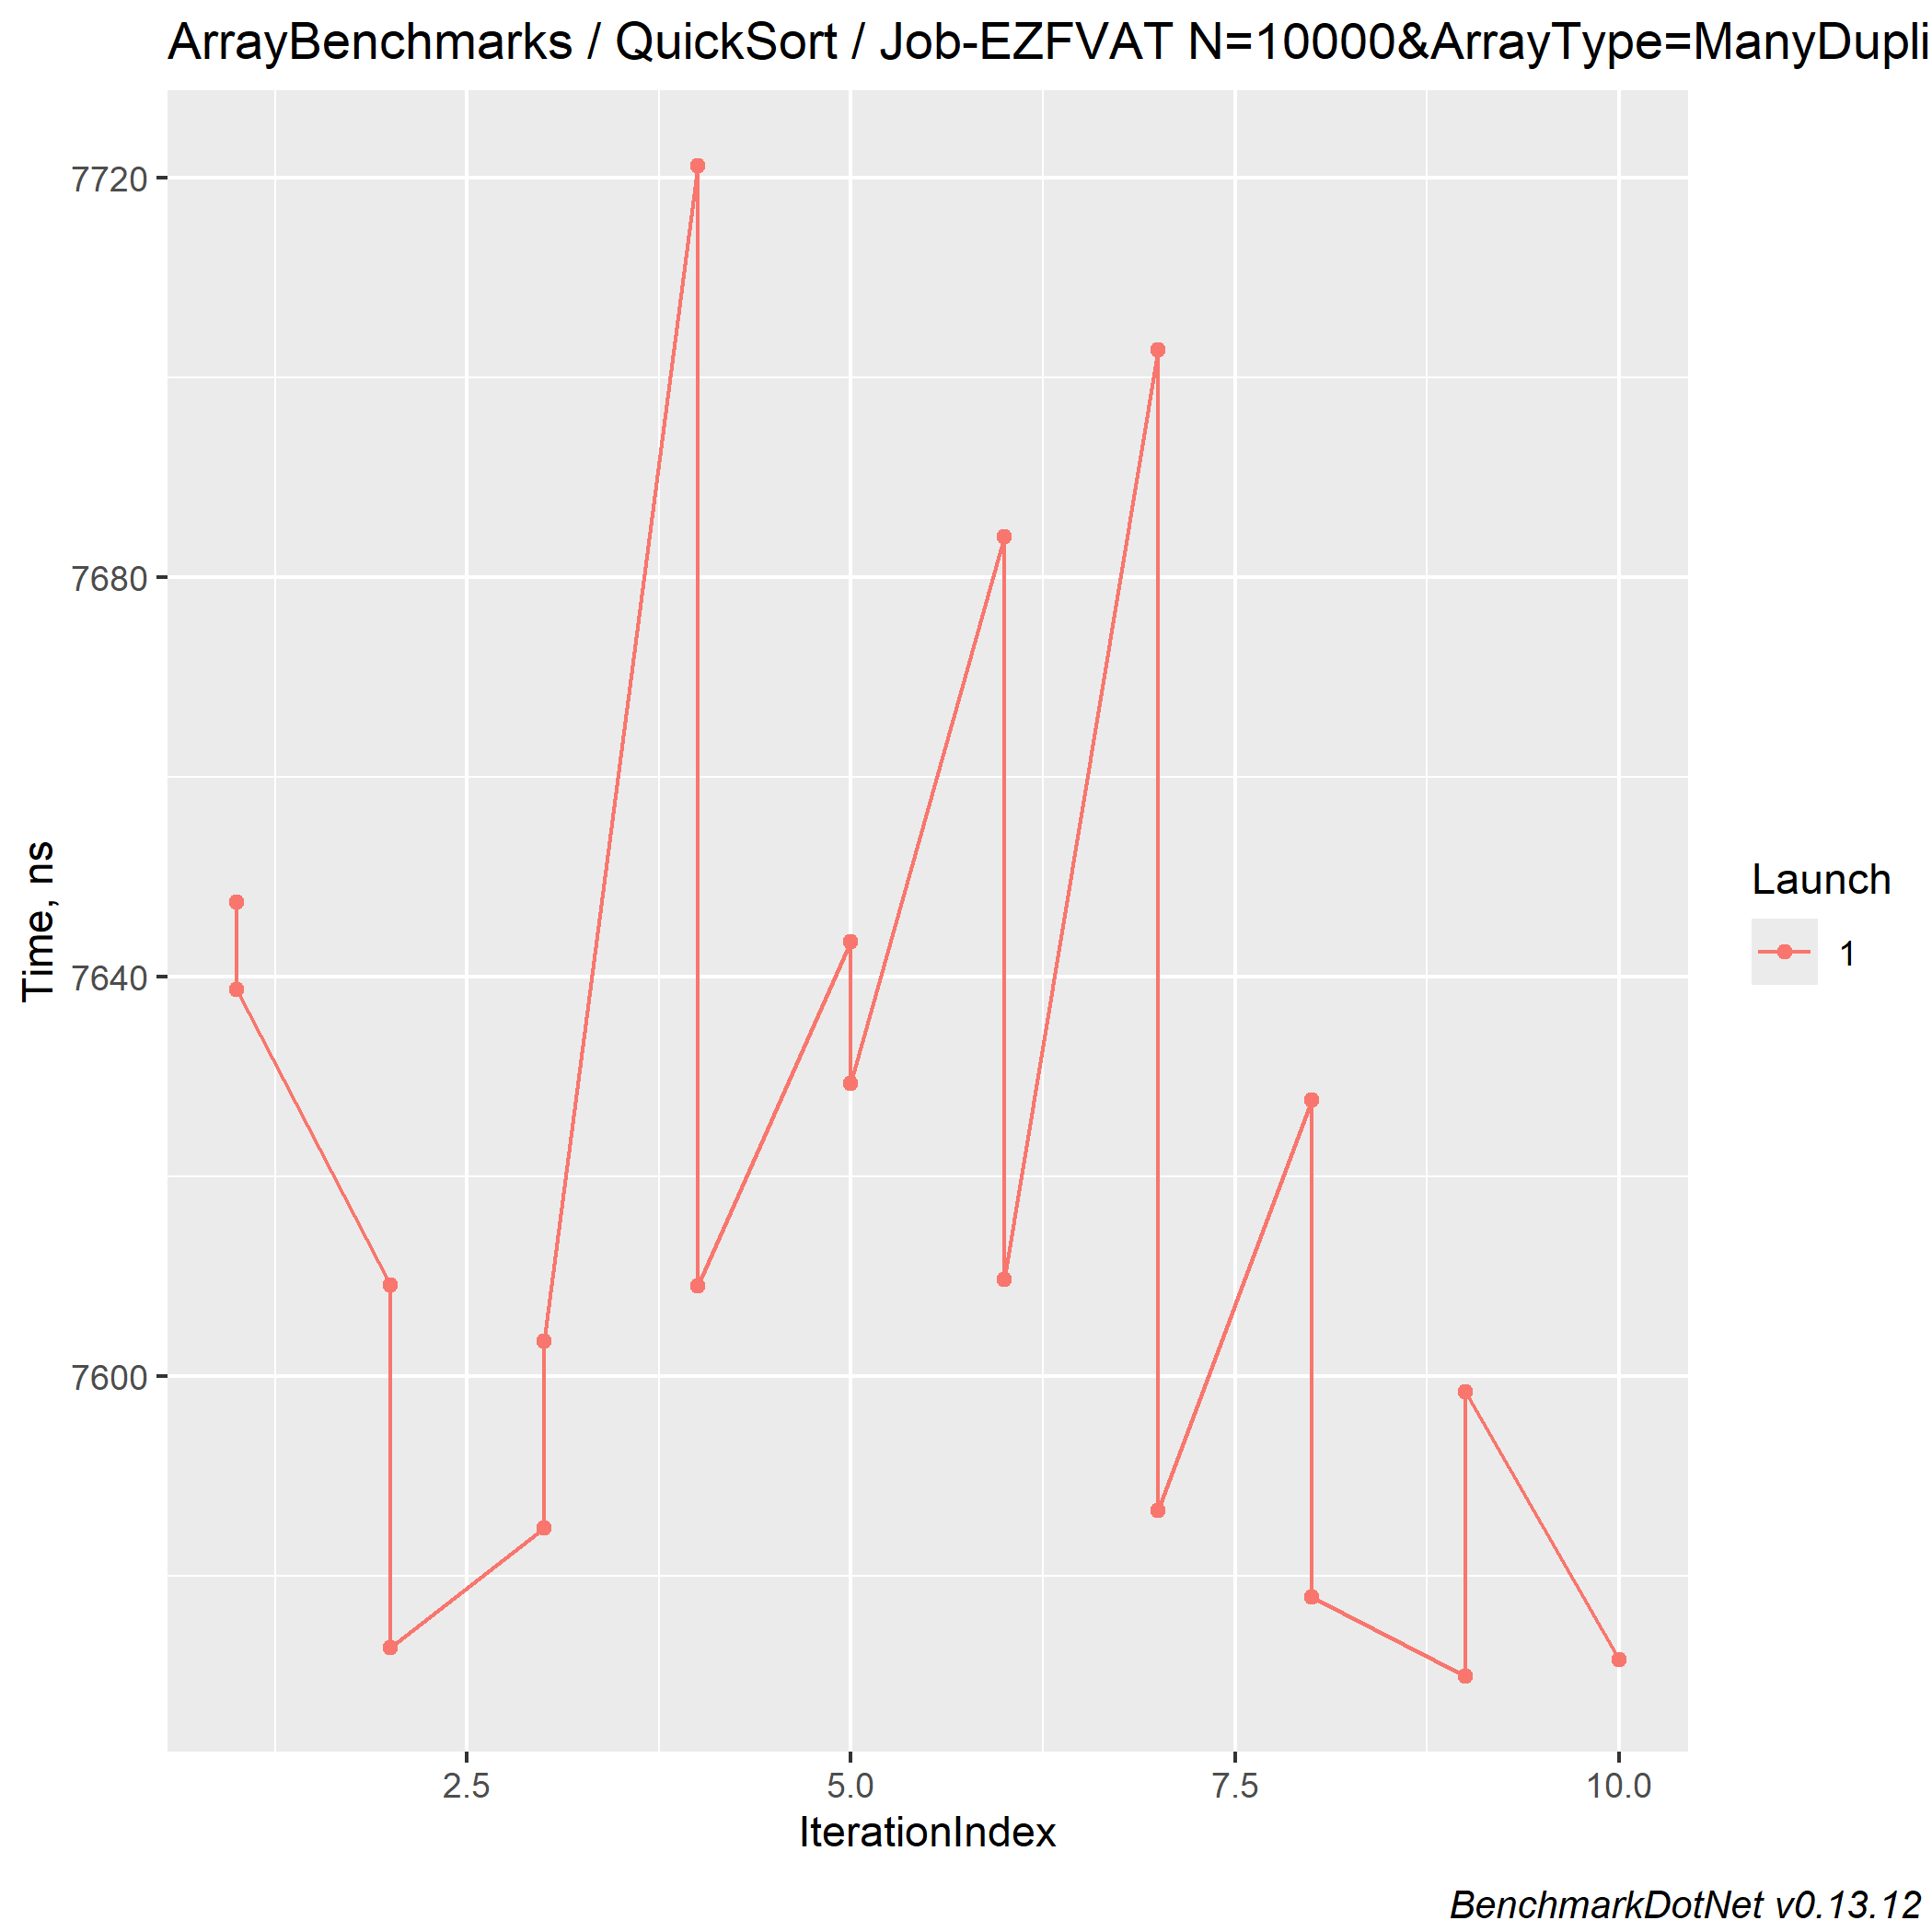 ArrayBenchmarks / QuickSort / Job-EZFVAT N=10000&ArrayType=ManyDupli
7720
7680
7640
7600
Time, ns
2.5 5.0 7.5 10.0
IterationIndex
Launch
1
BenchmarkDotNet v0.13.12